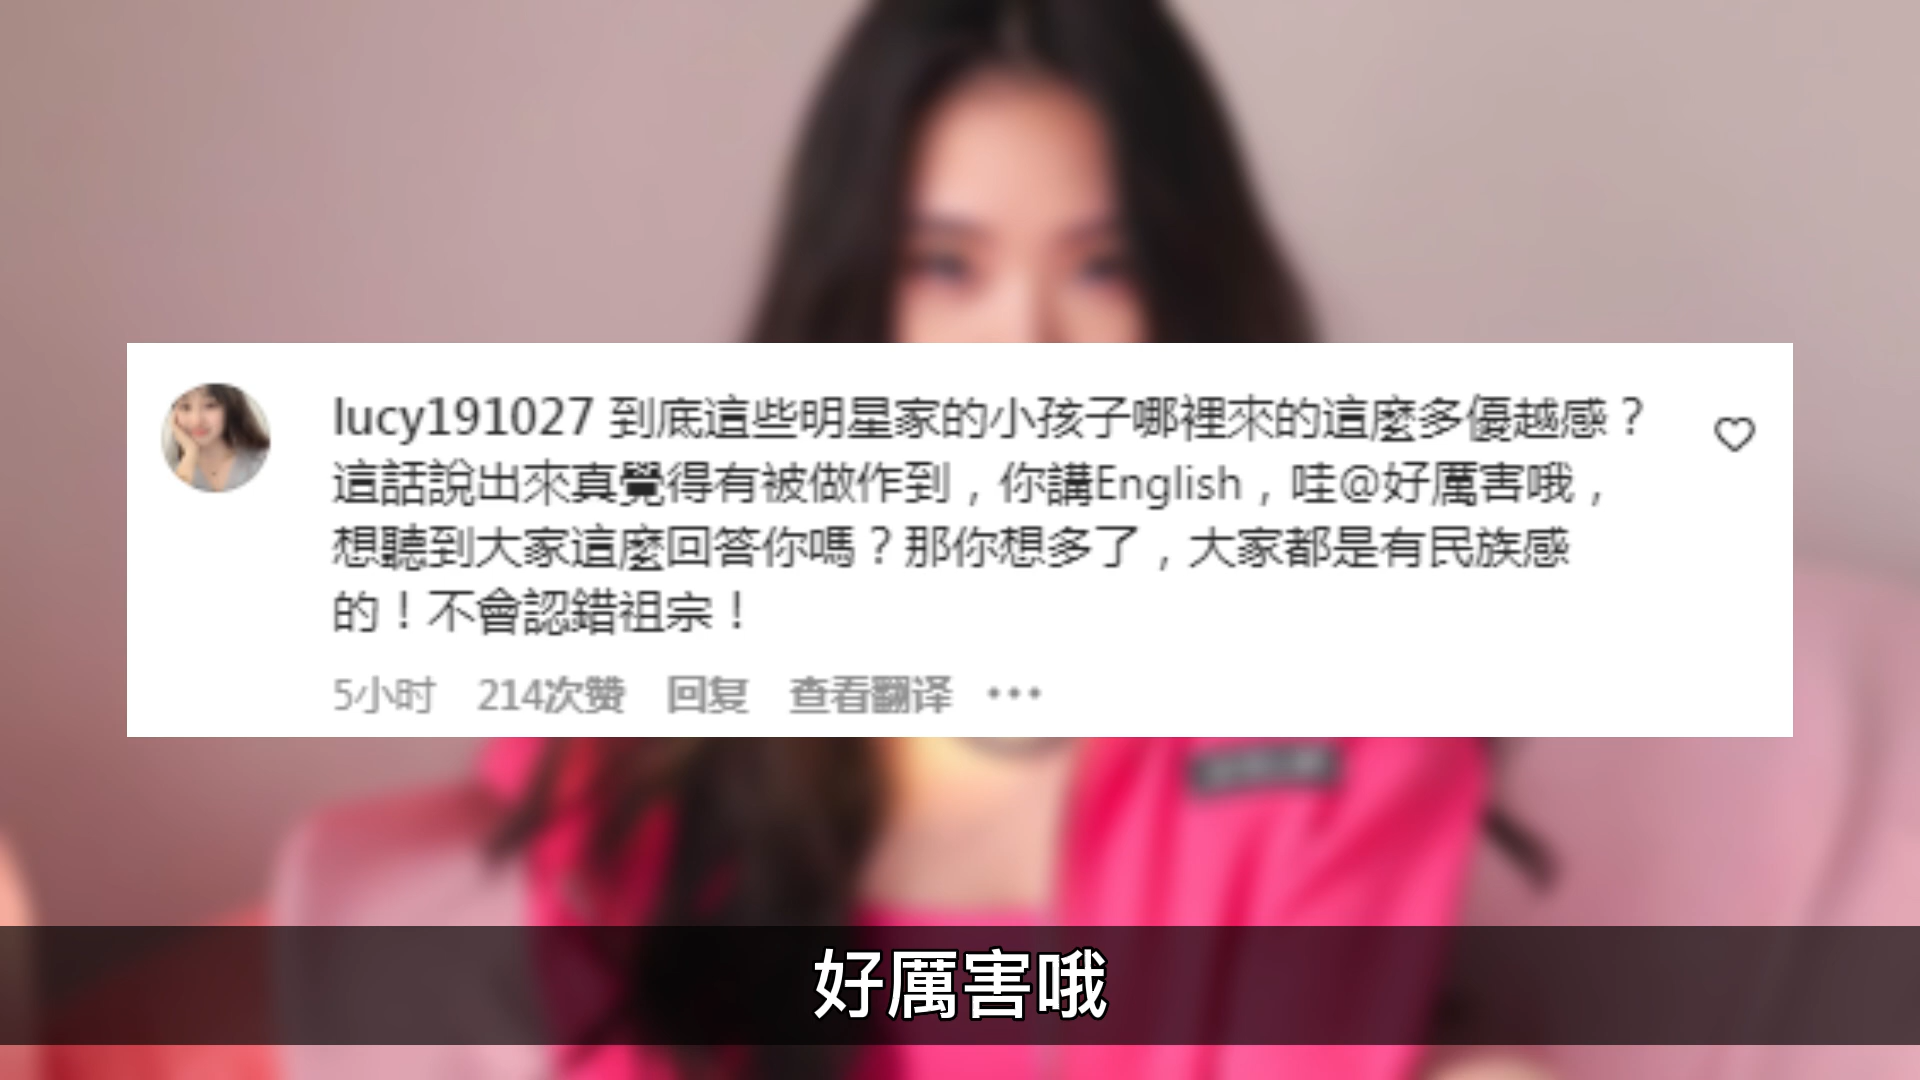 lucy191027 到底這些明星家的小孩子哪裡來的這麼多優越感？
這話說出來真覺得有被做作到，你講English，哇@好厲害哦，
想聽到大家這麼回答你嗎？那你想多了，大家都是有民族感
的！不會認錯祖宗！
5小时 214次赞 回复 查看翻译
好厲害哦